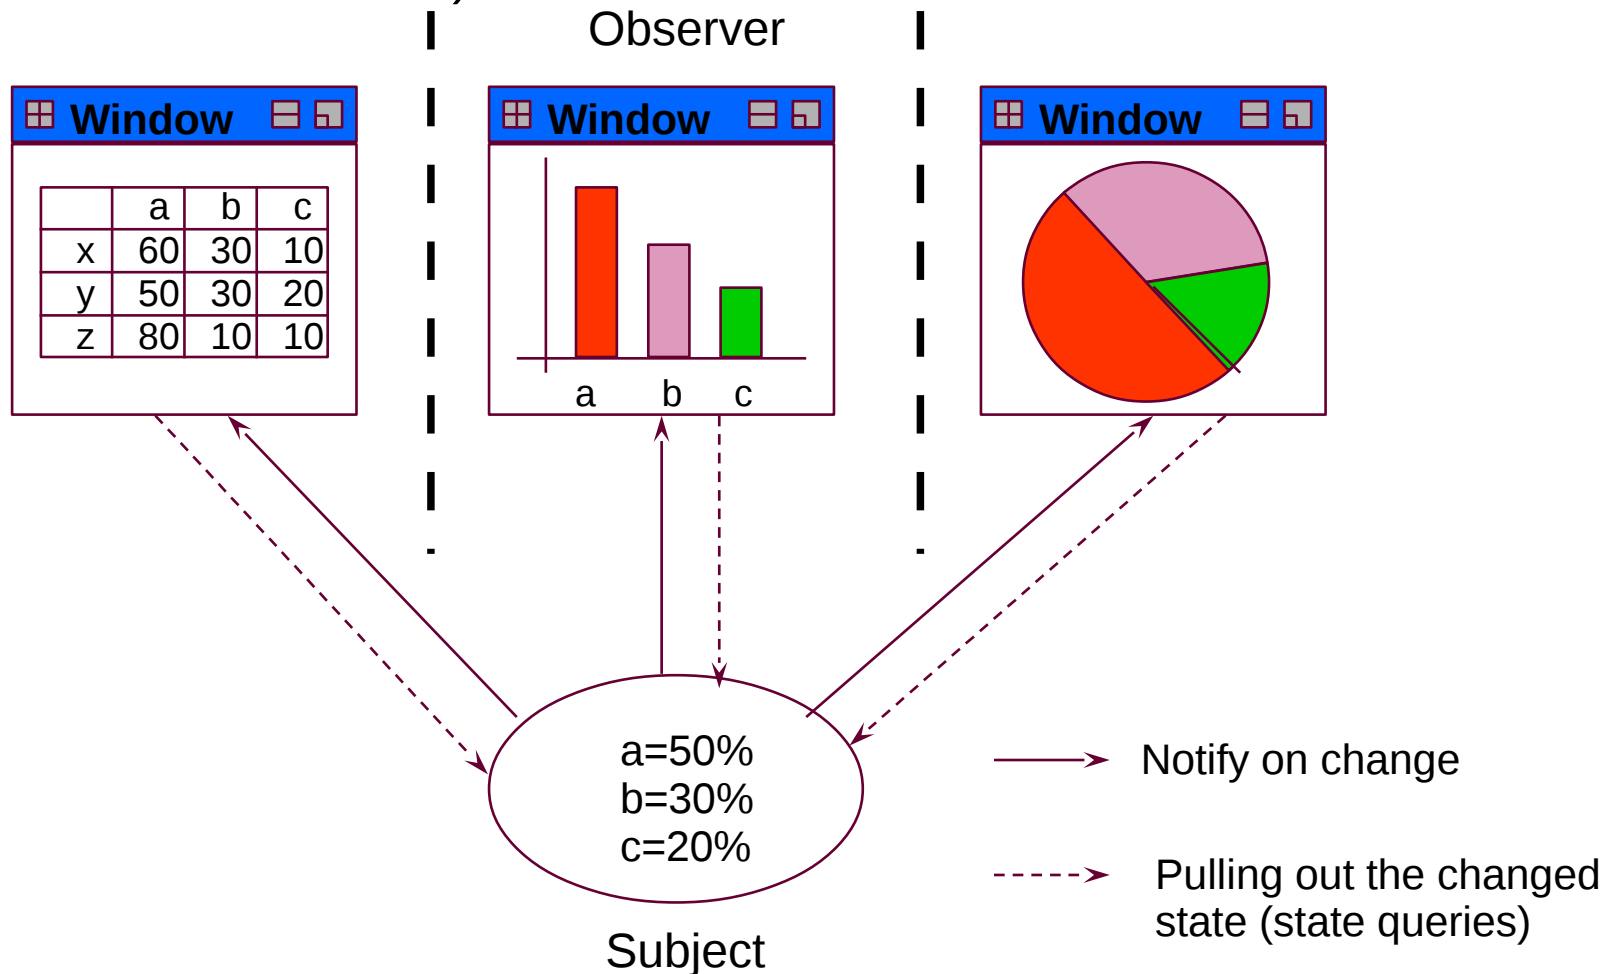 Observer
Window
Window
Window
a b c
x 60 30 10
y 50 30 20
z 80 10 10
a b c
a=50%
b=30%
c=20%
Subject
Notify on change
Pulling out the changed
state (state queries)